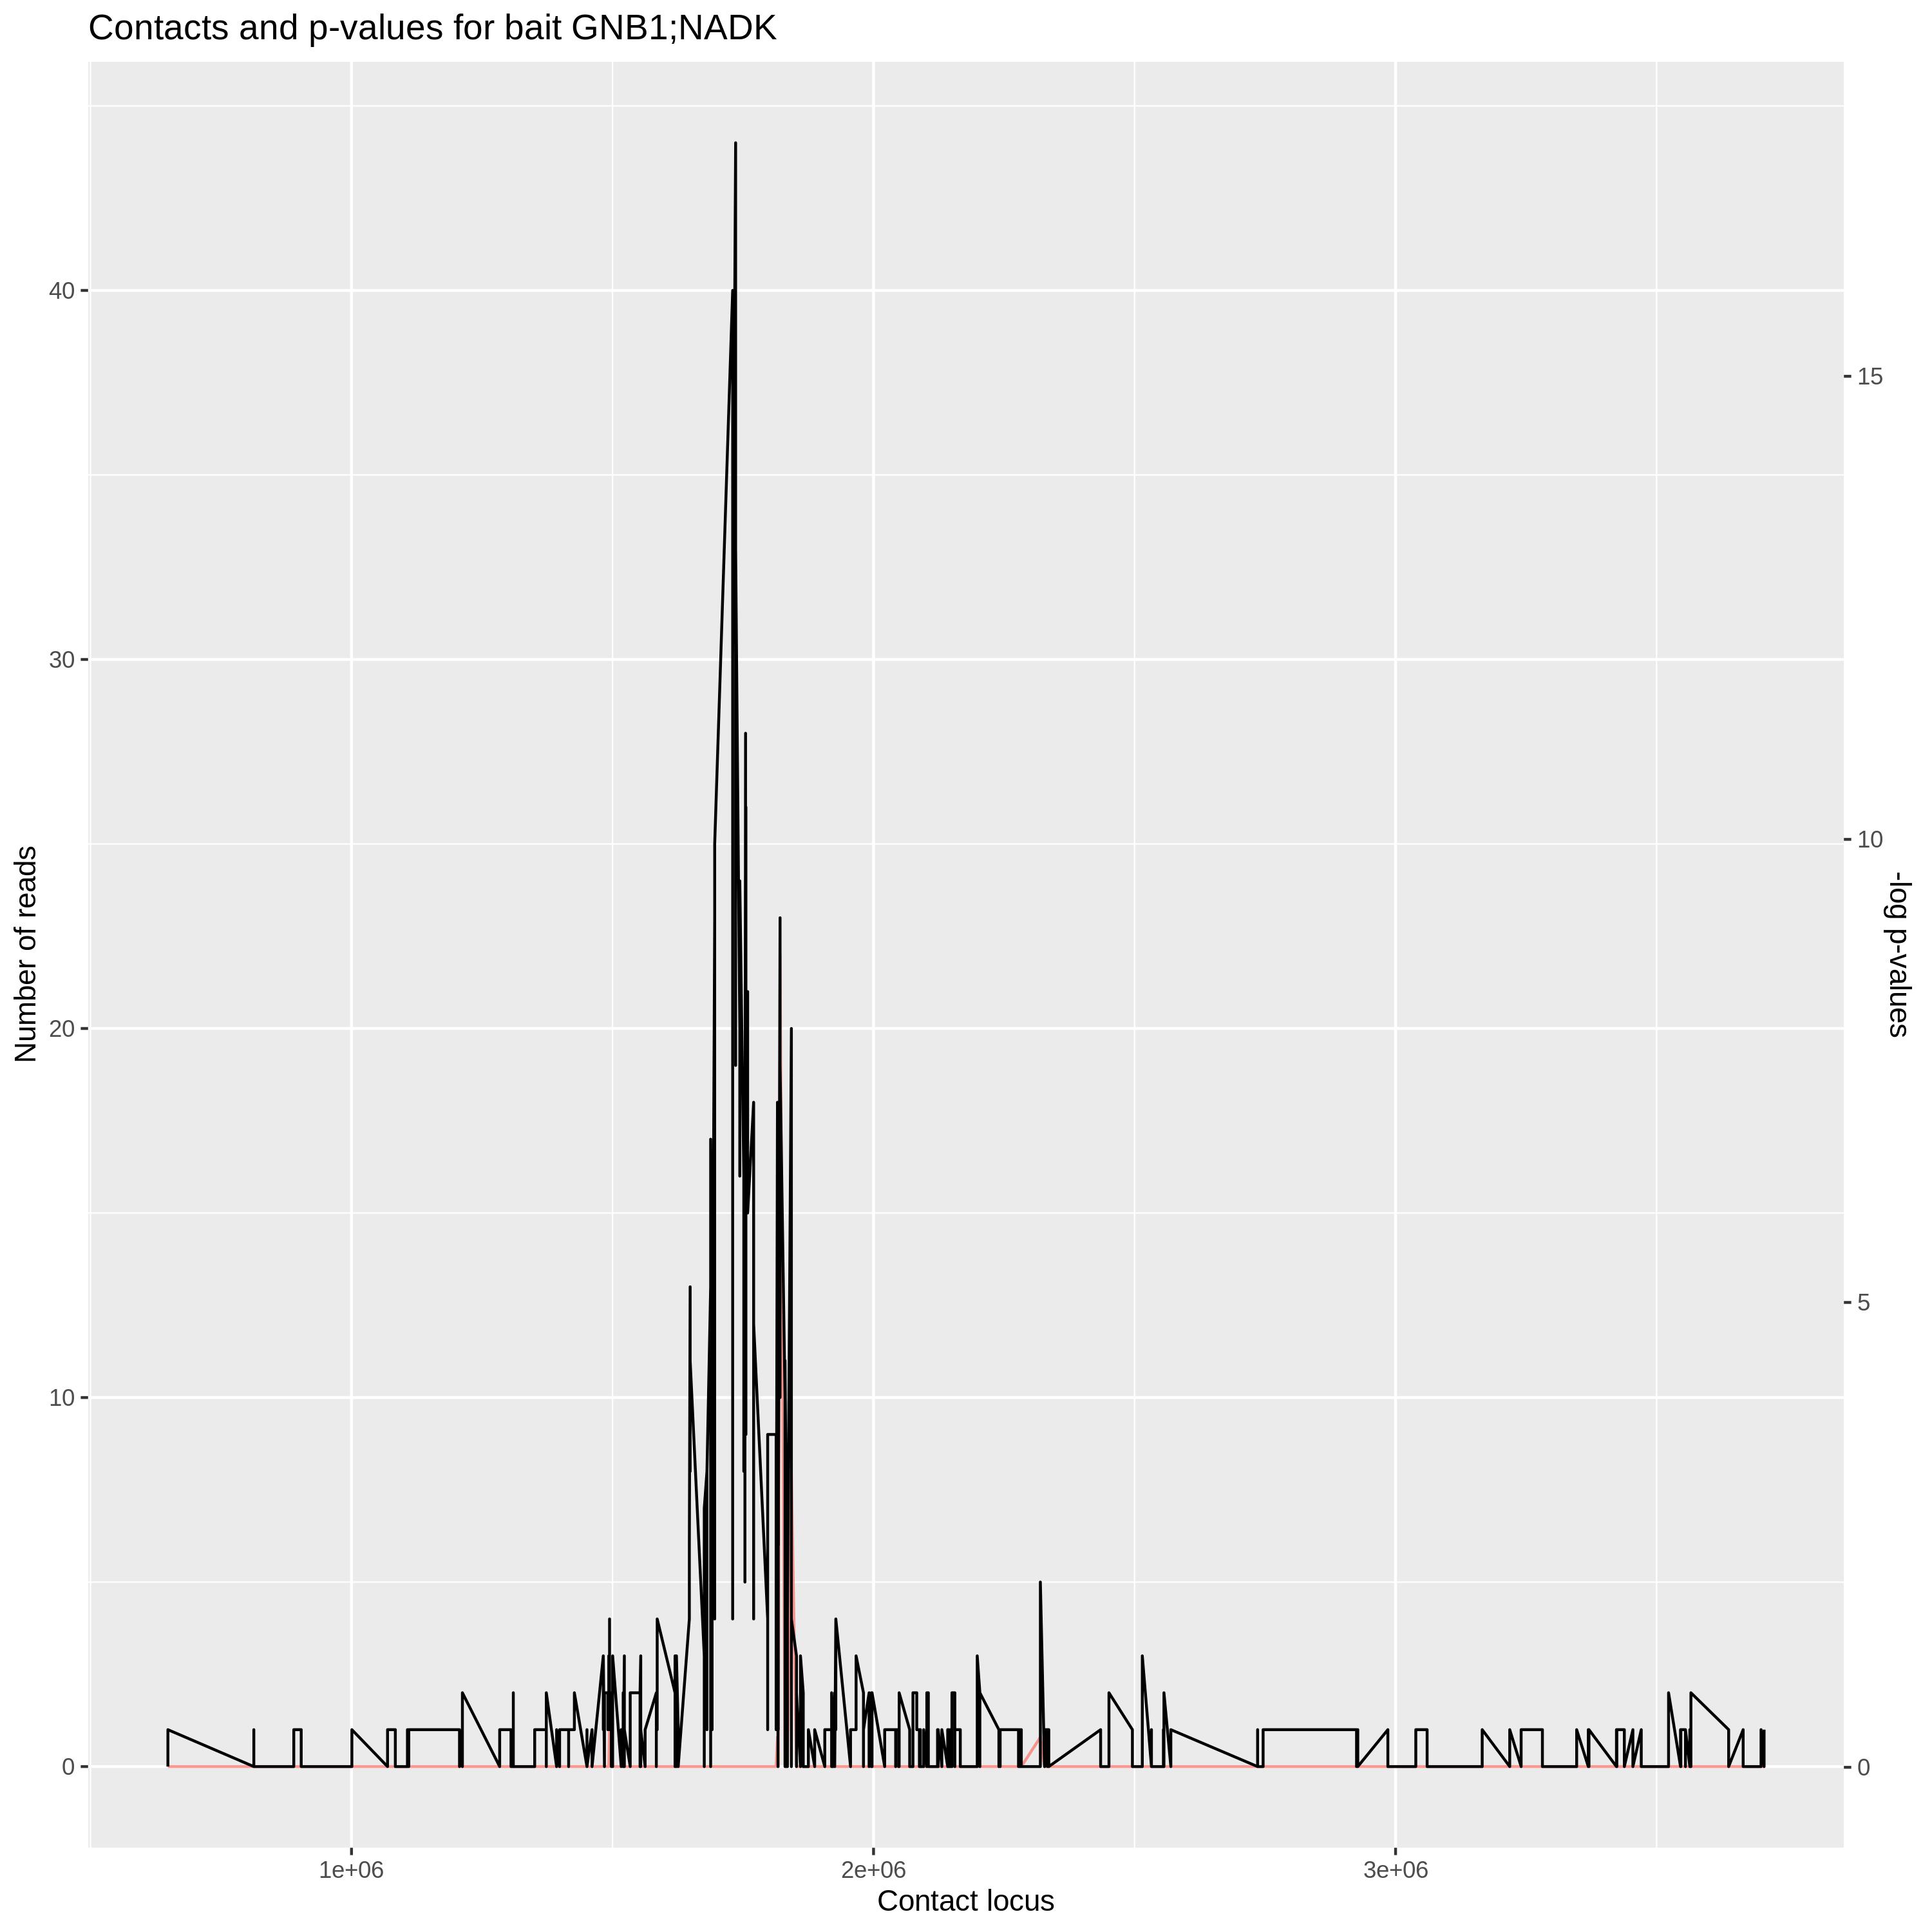 Contacts and p-values for bait GNB1;NADK
Number of reads
40
30
20
10
0
15
10
5
0
-log p-values
1e+06
2e+06
3e+06
Contact locus